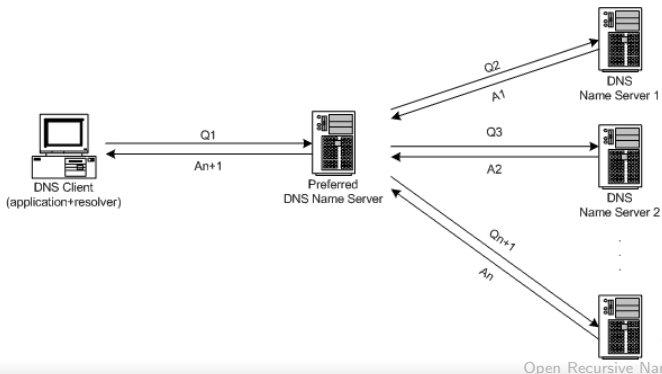 Q2
A1
DNS
Name Server 1
Q1
An+1
Q3
A2
DNS Client
(application+resolver)
Preferred
DNS Name Server
DNS
Name Server 2
Qn+1
An
.
.
.
Open Recursive